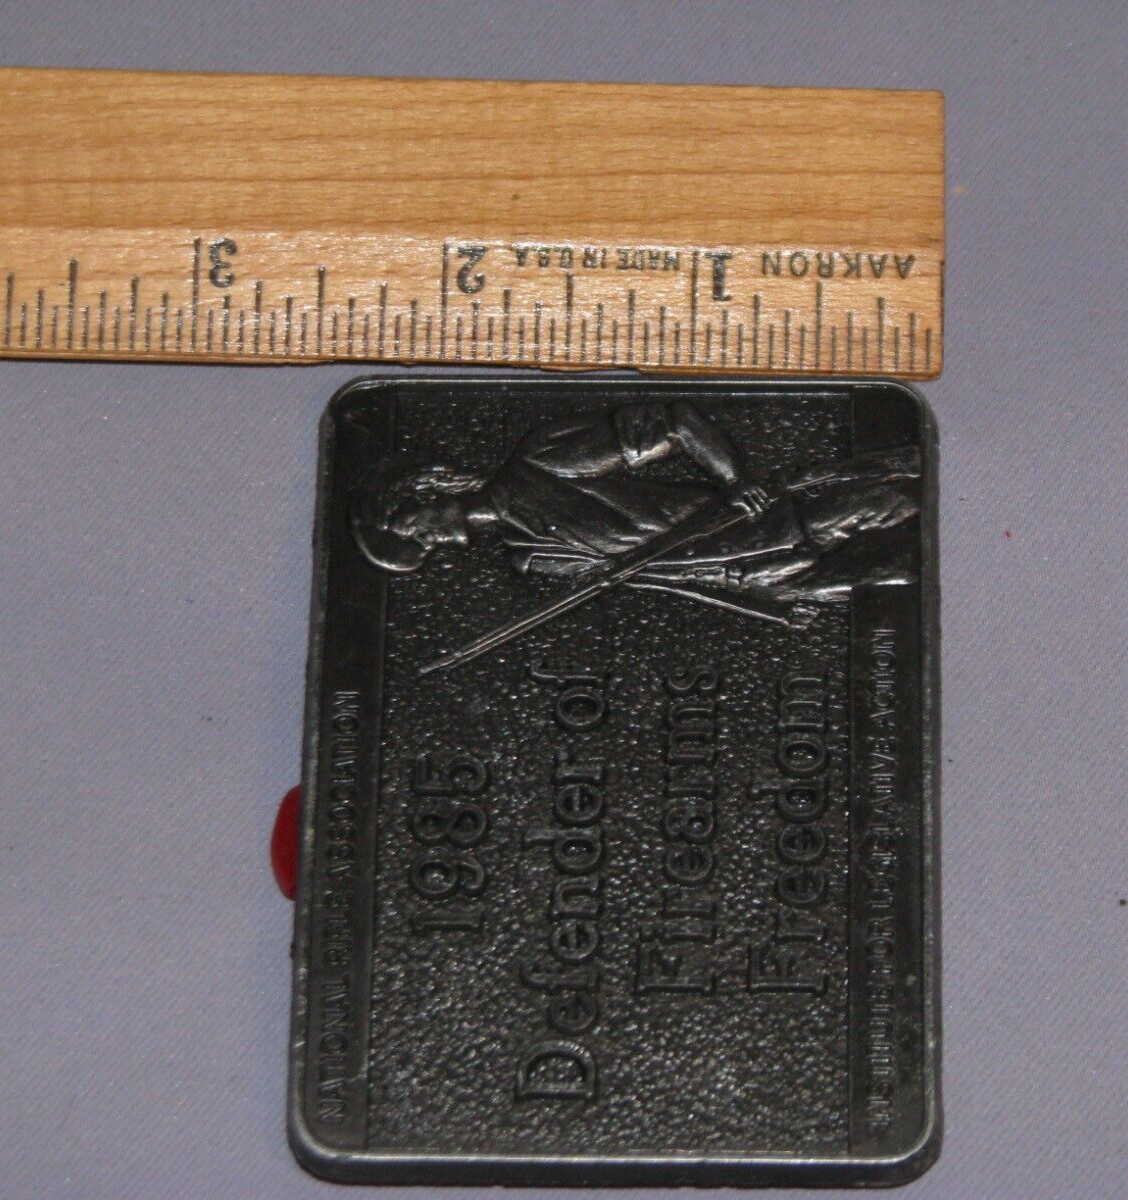 AAKRON
1
MADE IN U.S.A.
2
3
NATIONAL RIFLE ASSOCIATION
1985
Defender of
Firearms
Freedom
INSTITUTE FOR LEGISLATIVE ACTION